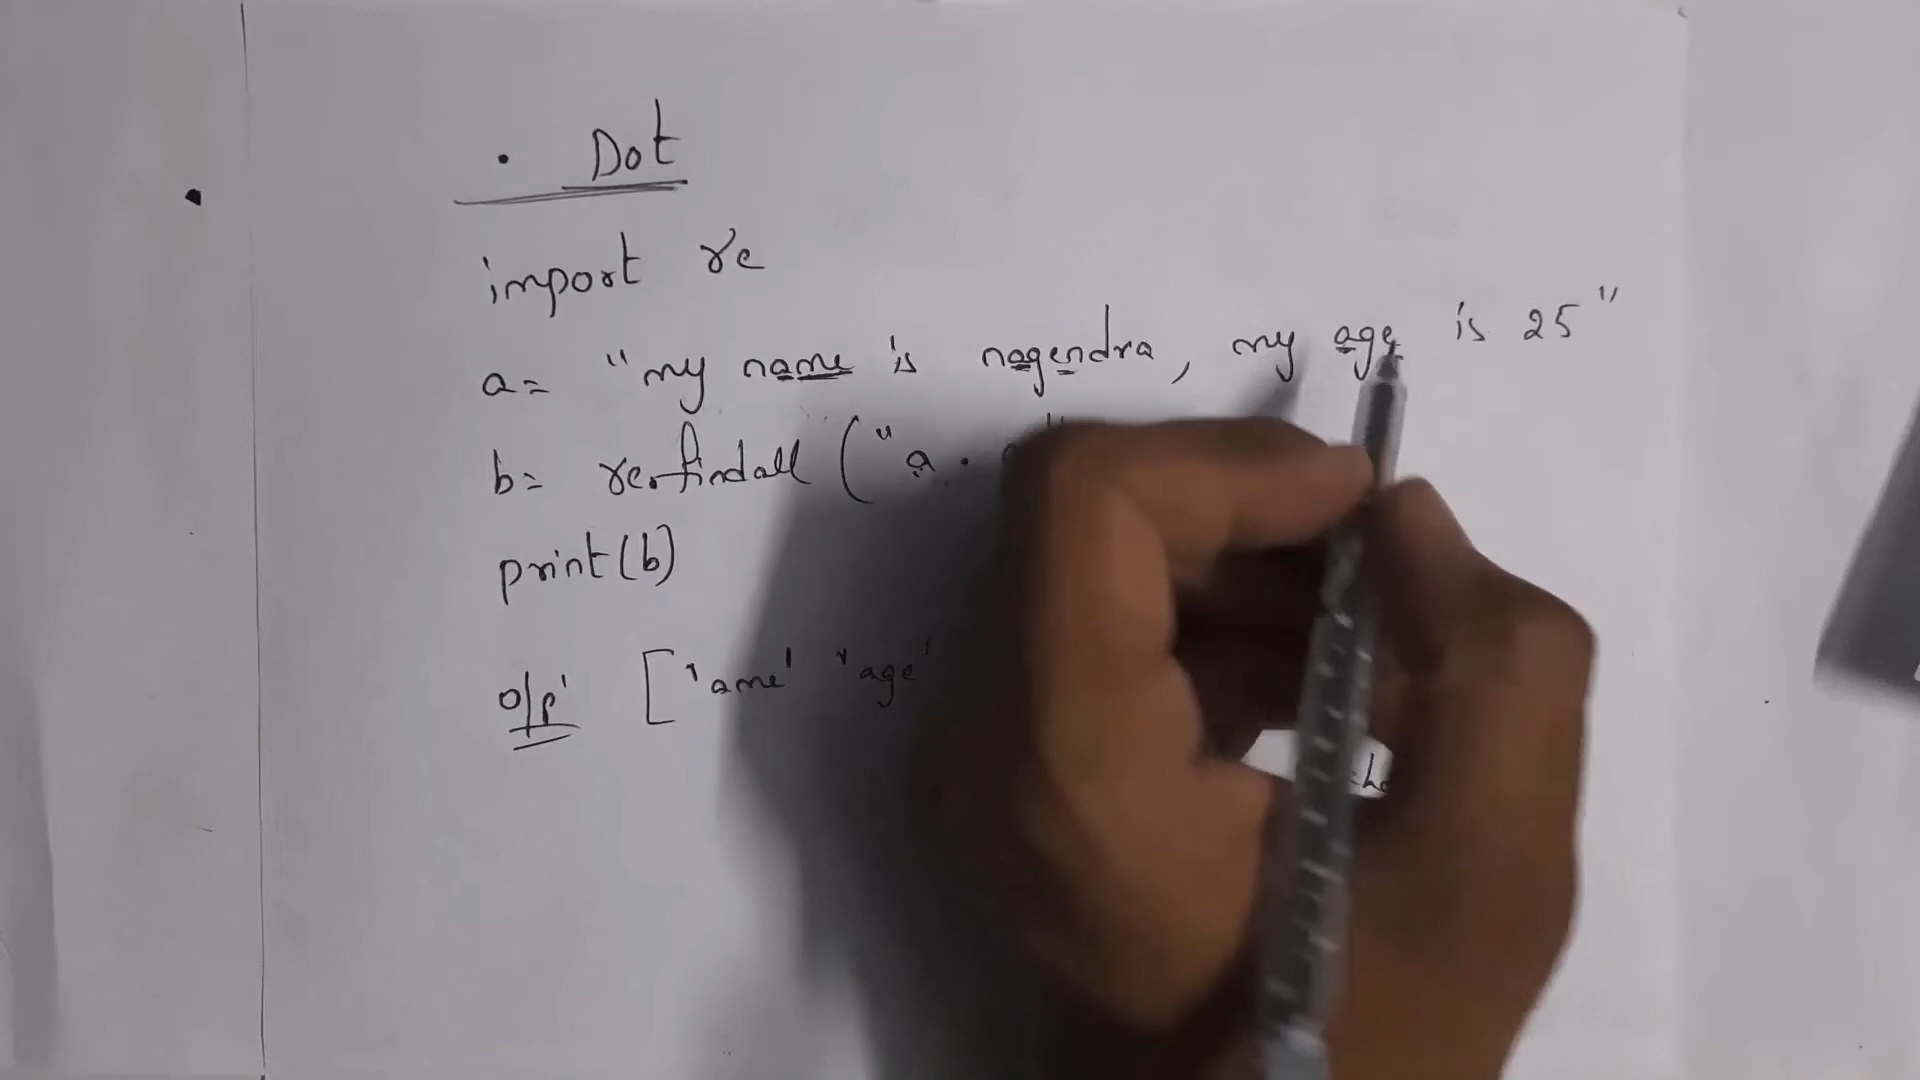 . Dot
import re
a= "my name is nagendra, my age is 25"
b= re.findall ("a.
print(b)
o/p' ['ame' 'age'